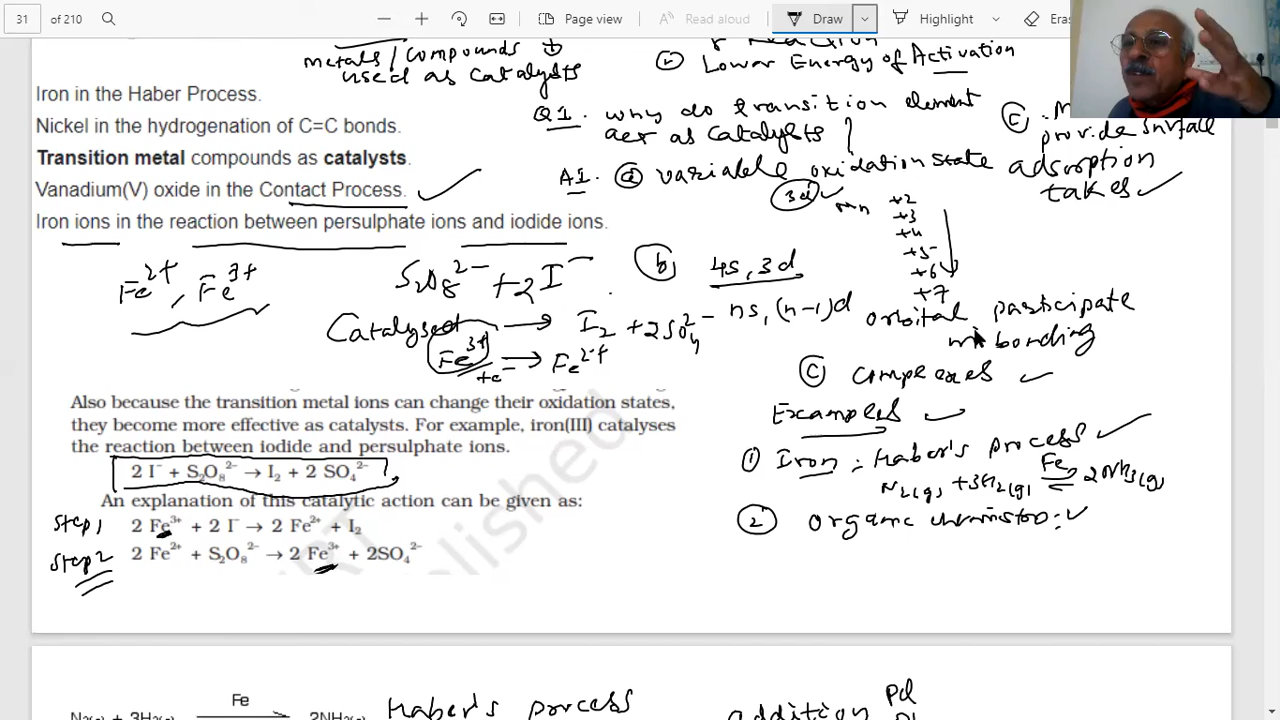 31 of 210
Page view
Read aloud
Draw
Highlight
Eras
metals/compounds
used as catalysts
Iron in the Haber Process.
Nickel in the hydrogenation of C=C bonds.
Transition metal compounds as catalysts.
Vanadium(V) oxide in the Contact Process.
Iron ions in the reaction between persulphate ions and iodide ions.
Lower Energy of Activation
Q1. why do transition element
act as catalysts
A1. ⓐ variable oxidation state
3d
Mn
+2
+3
+4
+5
+6
+7
ⓒ
provide surface
adsorption
takes
ⓑ 4s, 3d
ns, (n-1)d
orbital participate
in bonding
ⓒ complexes
Examples
① Iron : Haber's process
N2(g) + 3H2(g) Fe 2NH3(g)
② organic chemistry:
Fe2+, Fe3+
S2O8 2− + 2I−
Catalysed → I2 + 2SO4 2−
Fe3+ → Fe2+
+e−
Also because the transition metal ions can change their oxidation states,
they become more effective as catalysts. For example, iron(III) catalyses
the reaction between iodide and persulphate ions.
2 I− + S2O8 2− → I2 + 2 SO4 2−
An explanation of this catalytic action can be given as:
Step 1 2 Fe3+ + 2 I− → 2 Fe2+ + I2
Step 2 2 Fe2+ + S2O8 2− → 2 Fe3+ + 2SO4 2−
Fe
N2(g) + 3H2(g) → 2NH3(g)
Haber's process
addition
Pd